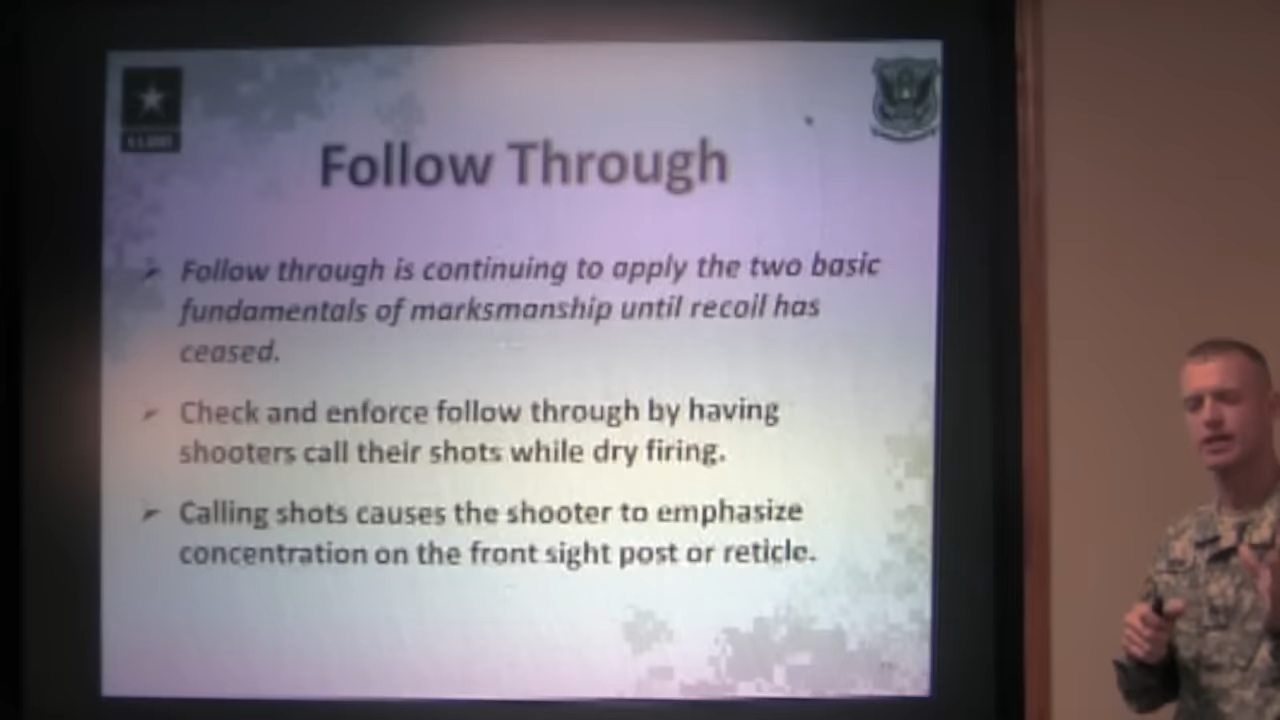 Follow Through
Follow through is continuing to apply the two basic
fundamentals of marksmanship until recoil has
ceased.
Check and enforce follow through by having
shooters call their shots while dry firing.
Calling shots causes the shooter to emphasize
concentration on the front sight post or reticle.